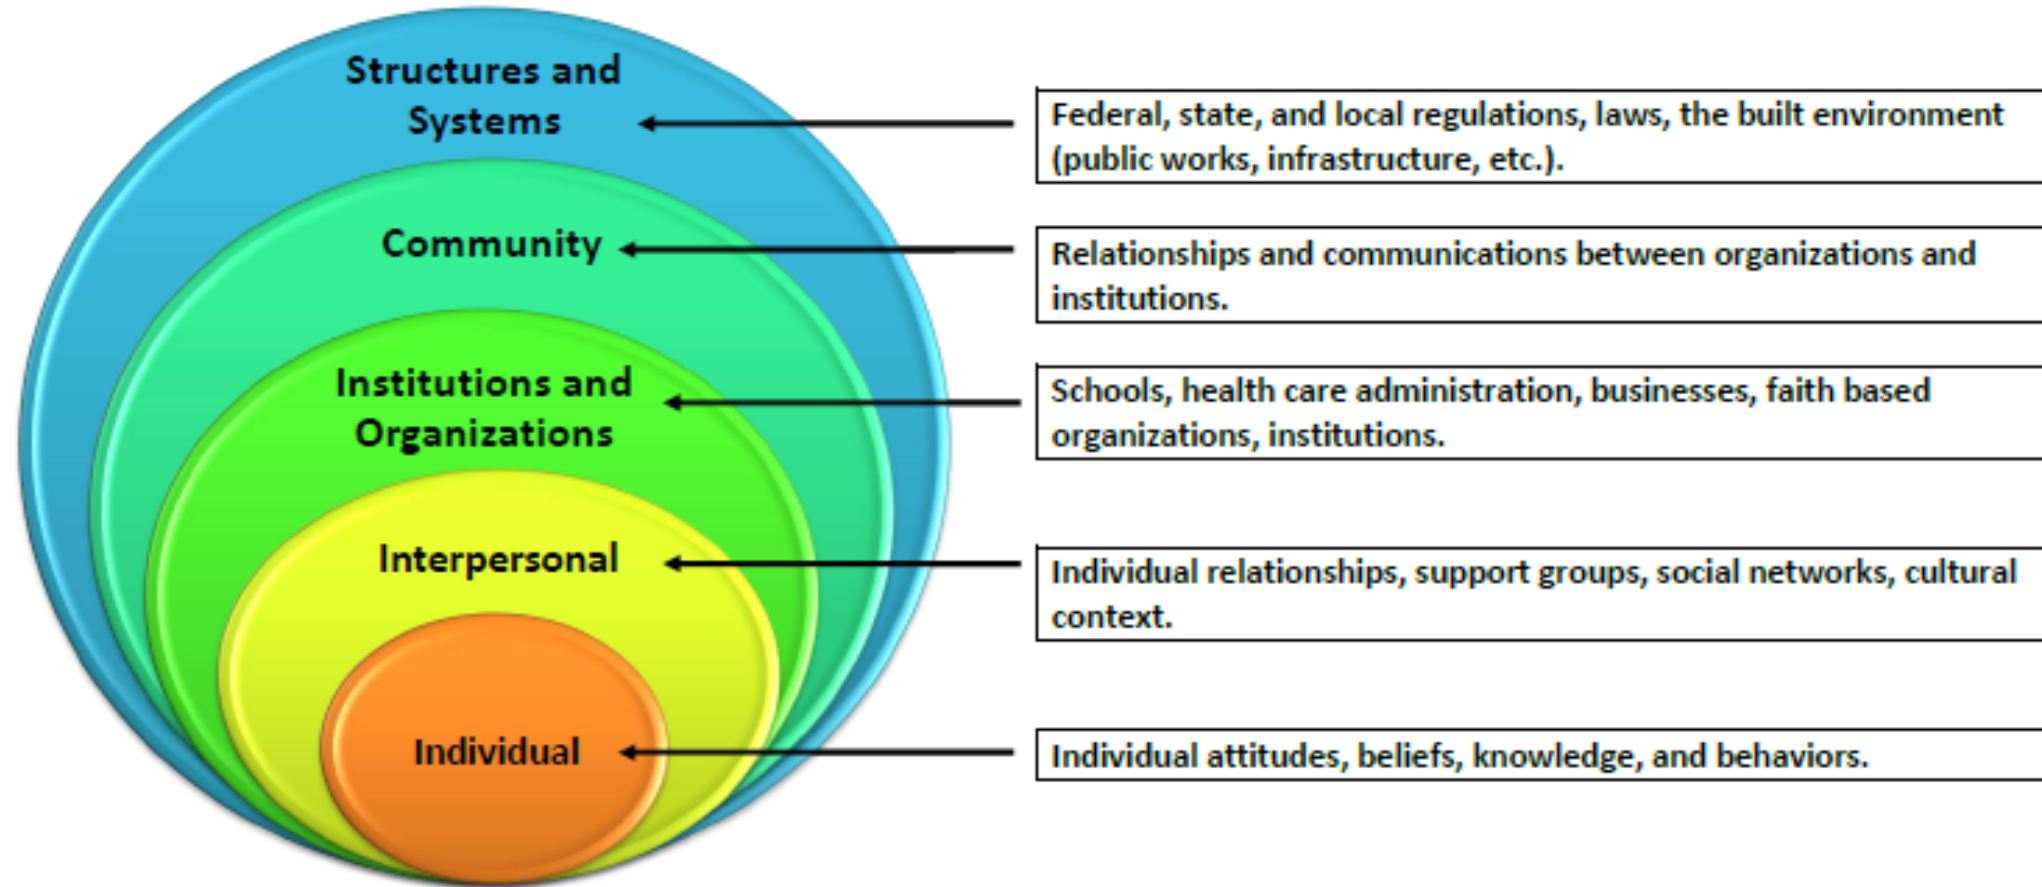 Structures and
Systems
Federal, state, and local regulations, laws, the built environment
(public works, infrastructure, etc.).
Community
Relationships and communications between organizations and
institutions.
Institutions and
Organizations
Schools, health care administration, businesses, faith based
organizations, institutions.
Interpersonal
Individual relationships, support groups, social networks, cultural
context.
Individual
Individual attitudes, beliefs, knowledge, and behaviors.